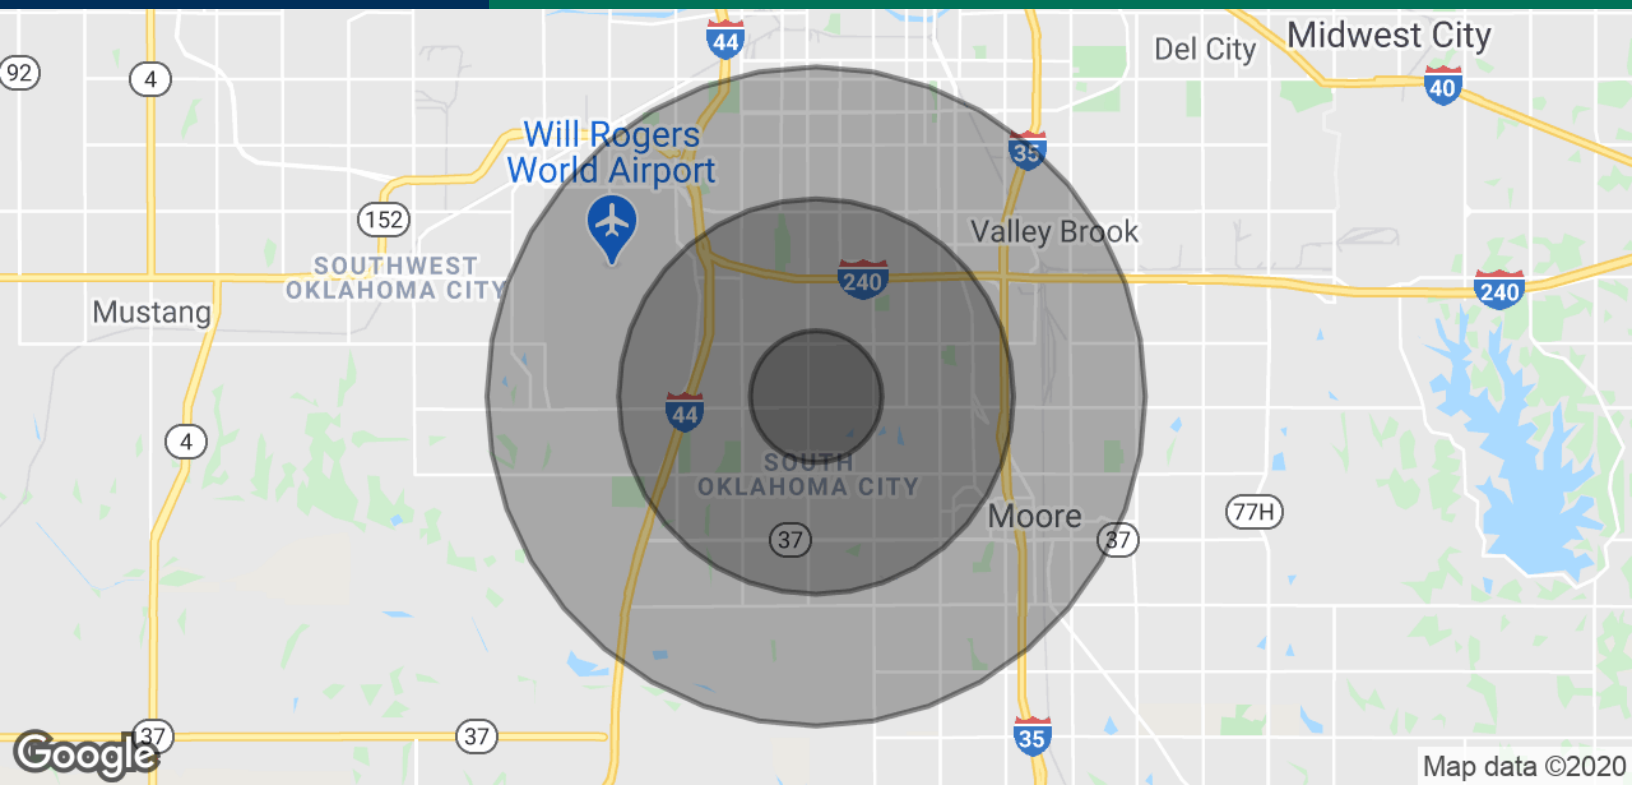 44
Midwest City
Del City
92
4
40
Will Rogers
World Airport
35
152
Valley Brook
SOUTHWEST
OKLAHOMA CITY
240
240
Mustang
44
4
SOUTH
OKLAHOMA CITY
Moore
77H
37
37
37
37
35
Google
Map data ©2020